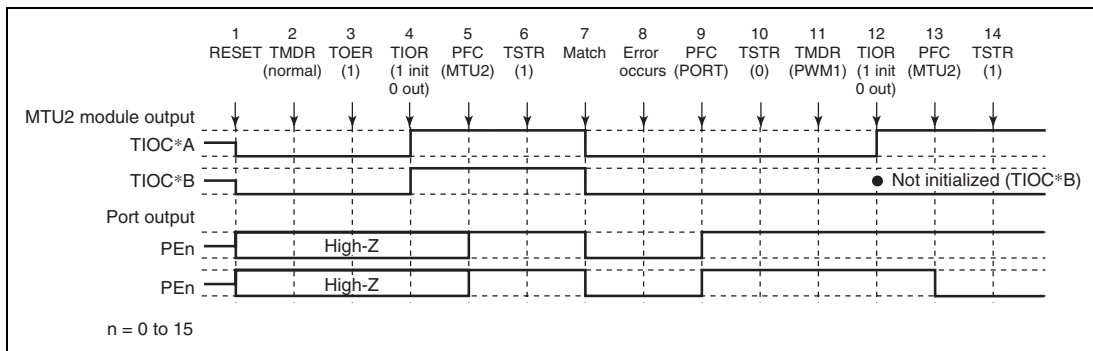 1 2 3 4 5 6 7 8 9 10 11 12 13 14
RESET TMDR TOER TIOR PFC TSTR Match Error PFC TSTR TMDR TIOR PFC TSTR
(normal) (1) (1 init (MTU2) (1) occurs (PORT) (0) (PWM1) (1 init (MTU2) (1)
0 out) 0 out)
MTU2 module output
TIOC*A
TIOC*B
● Not initialized (TIOC*B)
Port output
PEn High-Z
PEn High-Z
n = 0 to 15